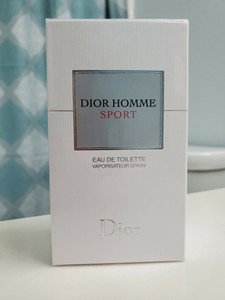 DIOR HOMME
SPORT
EAU DE TOILETTE
VAPORISATEUR SPRAY
Dior